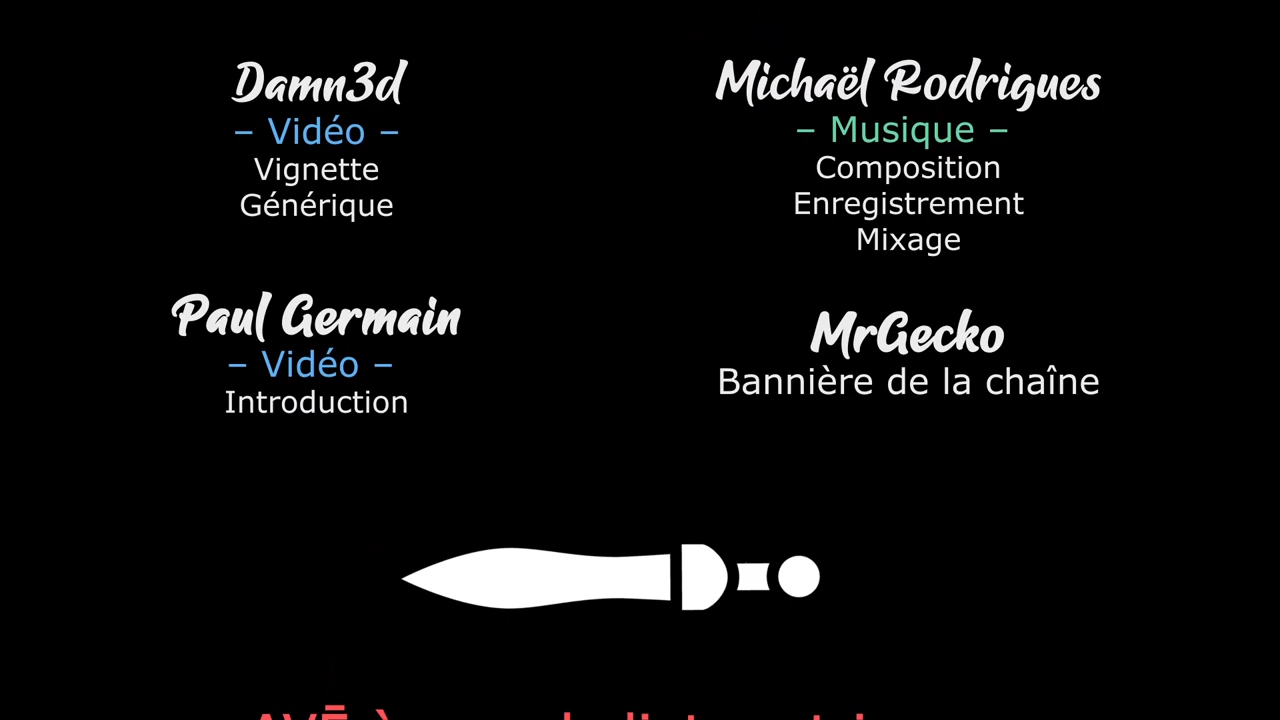 Damn3d
– Vidéo –
Vignette
Générique
Michaël Rodrigues
– Musique –
Composition
Enregistrement
Mixage
Paul Germain
– Vidéo –
Introduction
MrGecko
Bannière de la chaîne
AVĒ à